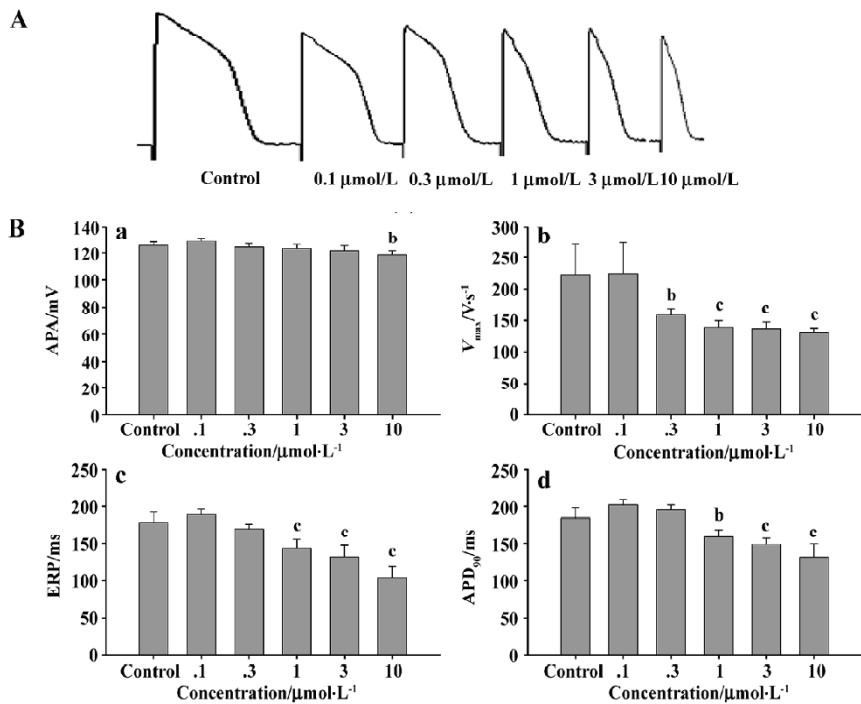 A
Control 0.1 μmol/L 0.3 μmol/L 1 μmol/L 3 μmol/L 10 μmol/L
B
a
APA/mV
140
120
100
80
60
40
20
0
b
Control .1 .3 1 3 10
Concentration/μmol·L-1
b
Vmax/V·s-1
300
250
200
150
100
50
0
b c c c
Control .1 .3 1 3 10
Concentration/μmol·L-1
c
ERP/ms
250
200
150
100
50
0
c c c
Control .1 .3 1 3 10
Concentration/μmol·L-1
d
APD90/ms
250
200
150
100
50
0
b c c
Control .1 .3 1 3 10
Concentration/μmol·L-1